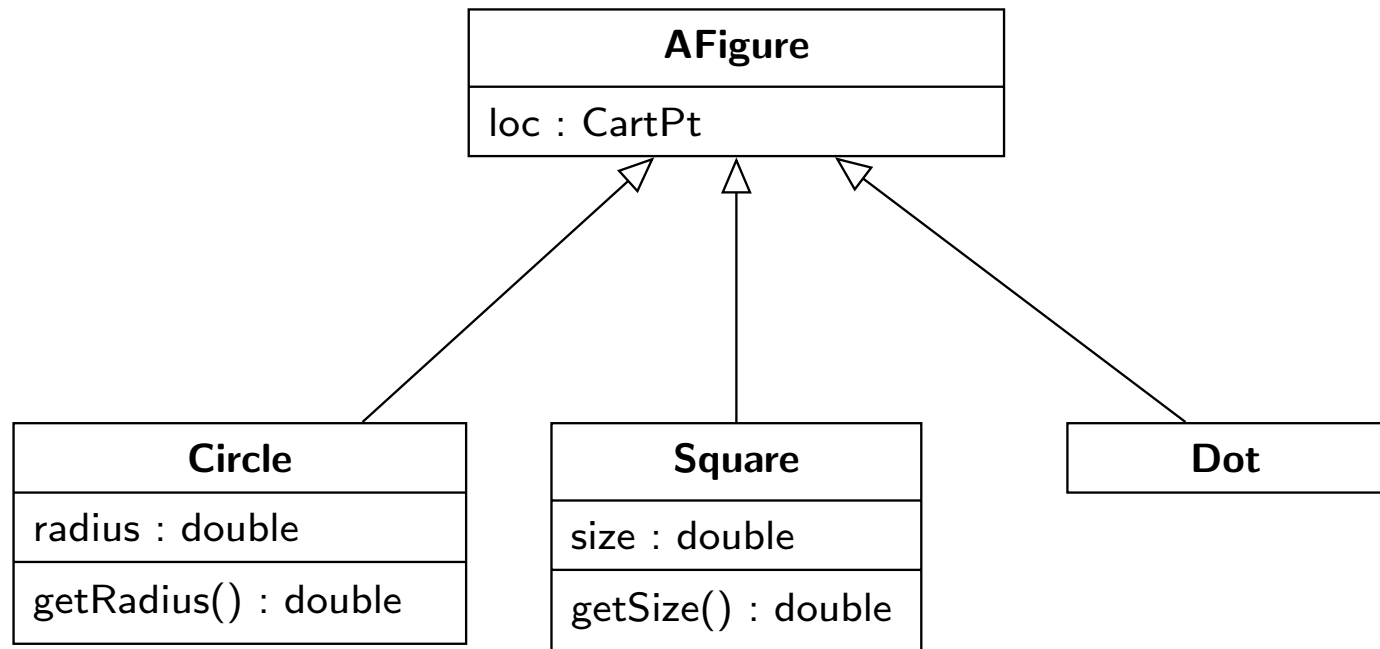 AFigure
loc : CartPt
Circle
radius : double
getRadius() : double
Square
size : double
getSize() : double
Dot